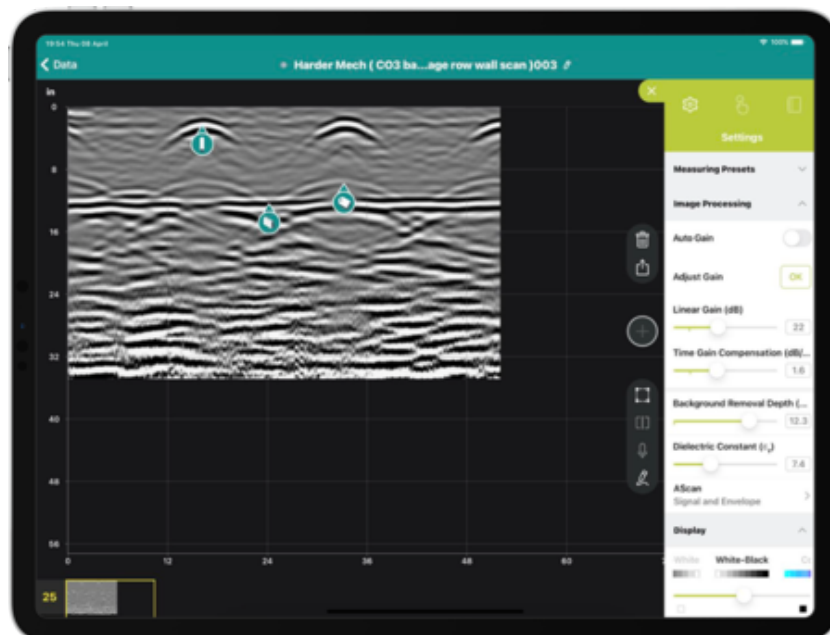 19:54 Thu 08 April
100%
Data
Harder Mech ( CO3 ba...age row wall scan )003
in
0
8
16
24
32
40
48
56
0
12
24
36
48
60
25
Settings
Measuring Presets
Image Processing
Auto Gain
Adjust Gain
OK
Linear Gain (dB)
22
Time Gain Compensation (dB/...
1.6
Background Removal Depth (...
12.3
Dielectric Constant (εr)
7.4
AScan
Signal and Envelope
Display
White
White-Black